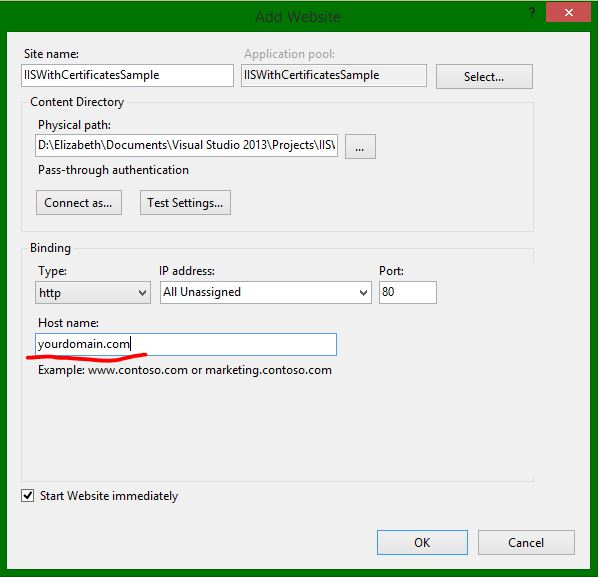 Add Website
?
Site name:
Application pool:
IISWithCertificatesSample
IISWithCertificatesSample
Select...
Content Directory
Physical path:
D:\Elizabeth\Documents\Visual Studio 2013\Projects\IISV
...
Pass-through authentication
Connect as...
Test Settings...
Binding
Type:
IP address:
Port:
http
All Unassigned
80
Host name:
yourdomain.com
Example: www.contoso.com or marketing.contoso.com
Start Website immediately
OK
Cancel